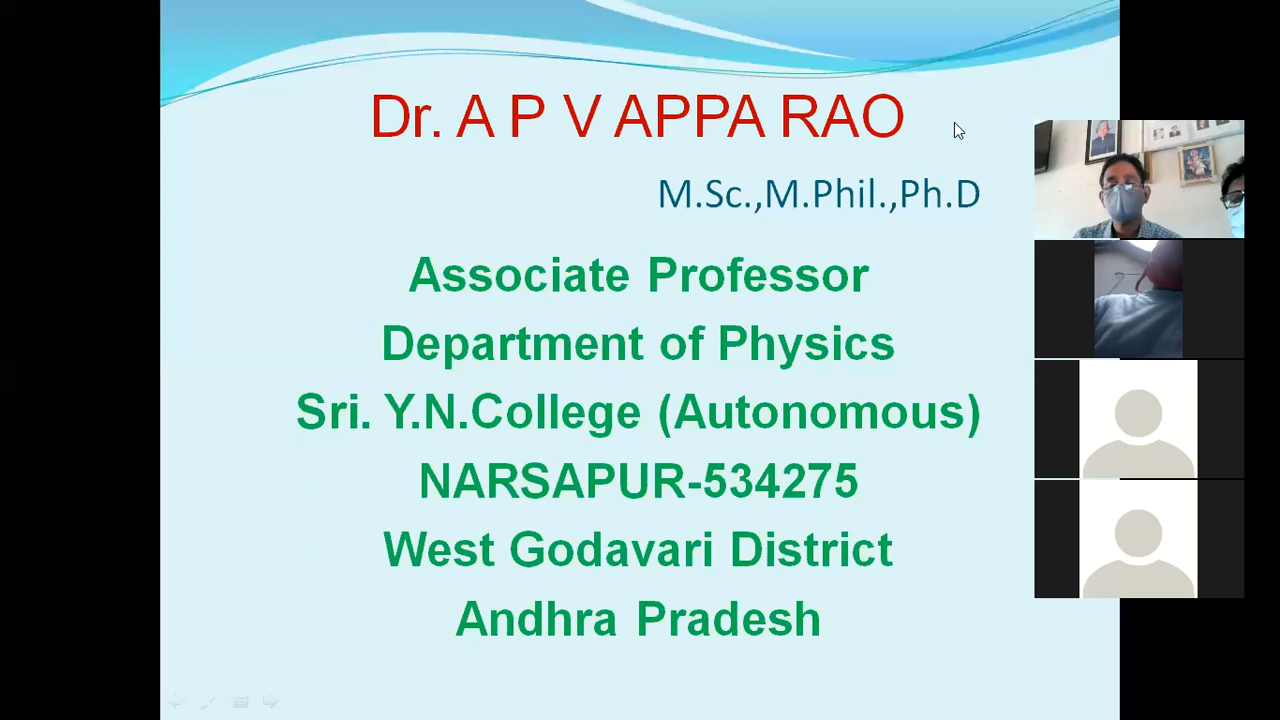 Dr. A P V APPA RAO
M.Sc.,M.Phil.,Ph.D
Associate Professor
Department of Physics
Sri. Y.N.College (Autonomous)
NARSAPUR-534275
West Godavari District
Andhra Pradesh